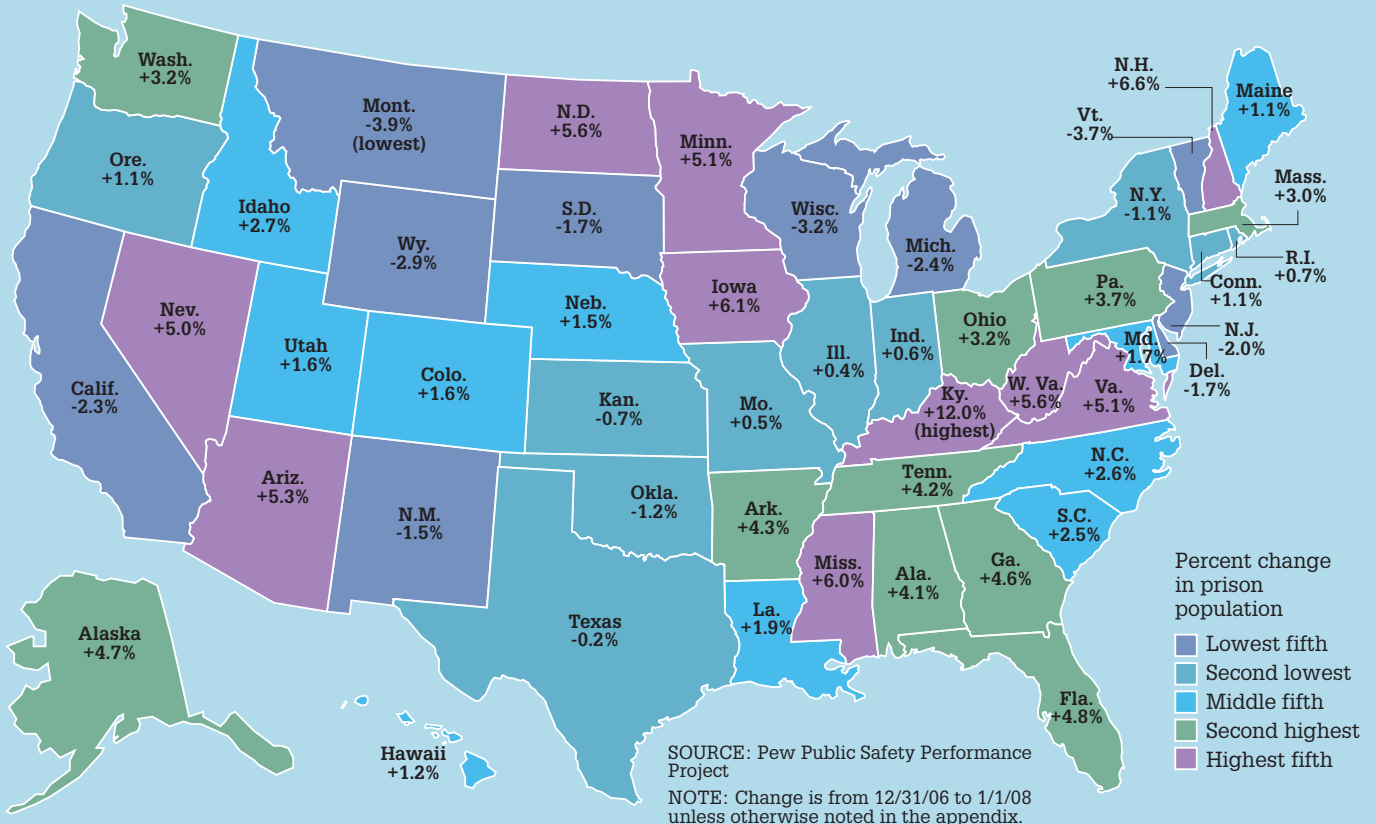 Wash.
+3.2%
Ore.
+1.1%
Calif.
-2.3%
Nev.
+5.0%
Idaho
+2.7%
Mont.
-3.9%
(lowest)
Wy.
-2.9%
Utah
+1.6%
Colo.
+1.6%
Ariz.
+5.3%
N.M.
-1.5%
N.D.
+5.6%
S.D.
-1.7%
Neb.
+1.5%
Kan.
-0.7%
Okla.
-1.2%
Texas
-0.2%
Minn.
+5.1%
Iowa
+6.1%
Mo.
+0.5%
Ark.
+4.3%
La.
+1.9%
Wisc.
-3.2%
Ill.
+0.4%
Mich.
-2.4%
Ind.
+0.6%
Ohio
+3.2%
Ky.
+12.0%
(highest)
Tenn.
+4.2%
Miss.
+6.0%
Ala.
+4.1%
Ga.
+4.6%
Fla.
+4.8%
S.C.
+2.5%
N.C.
+2.6%
Va.
+5.1%
W. Va.
+5.6%
Pa.
+3.7%
N.Y.
-1.1%
Vt.
-3.7%
N.H.
+6.6%
Maine
+1.1%
Mass.
+3.0%
R.I.
+0.7%
Conn.
+1.1%
N.J.
-2.0%
Del.
-1.7%
Md.
+1.7%
Alaska
+4.7%
Hawaii
+1.2%
Percent change
in prison
population
Lowest fifth
Second lowest
Middle fifth
Second highest
Highest fifth
SOURCE: Pew Public Safety Performance
Project
NOTE: Change is from 12/31/06 to 1/1/08
unless otherwise noted in the appendix.